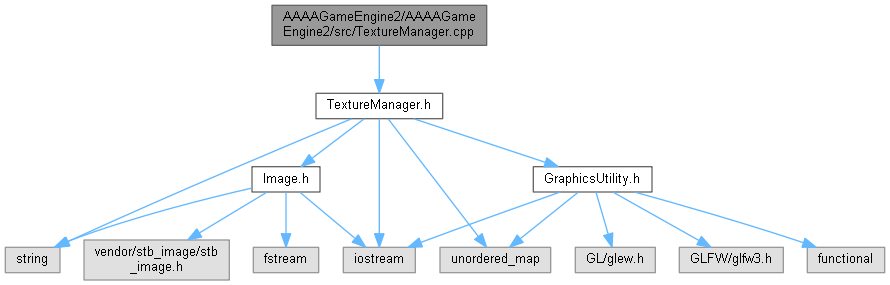 AAAAGameEngine2/AAAAGame
Engine2/src/TextureManager.cpp
TextureManager.h
Image.h
GraphicsUtility.h
string
vendor/stb_image/stb
_image.h
fstream
iostream
unordered_map
GL/glew.h
GLFW/glfw3.h
functional